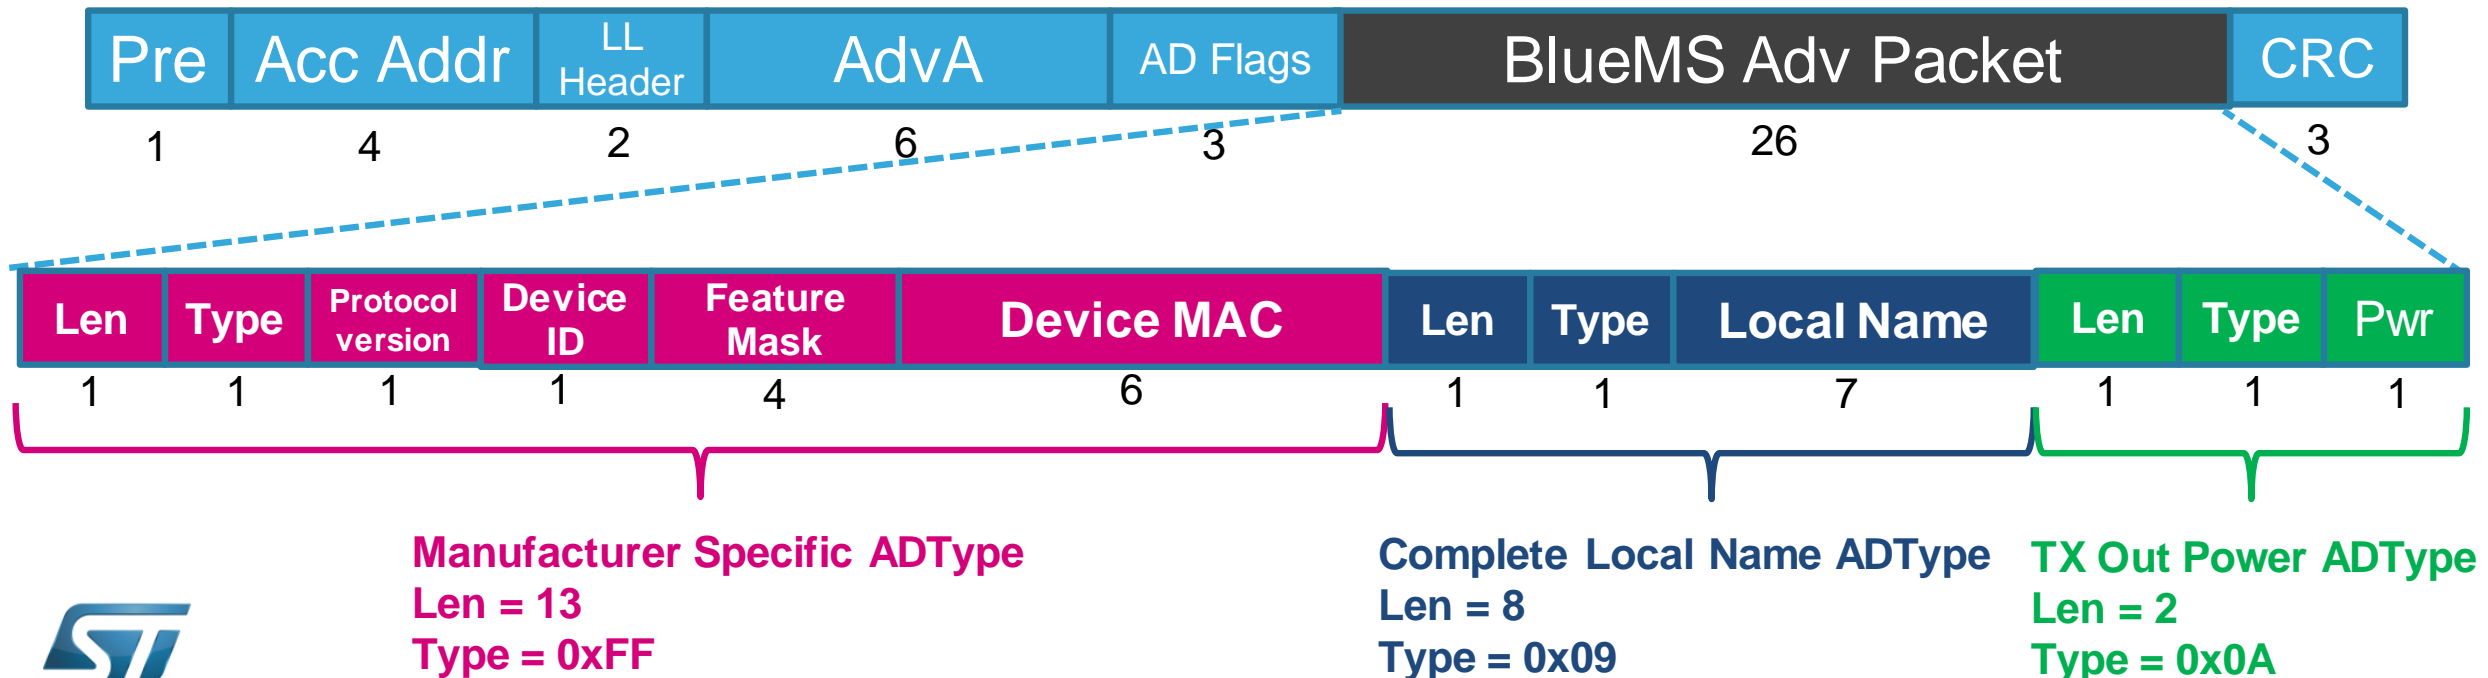 Pre Acc Addr LL Header AdvA AD Flags BlueMS Adv Packet CRC
1 4 2 6 3 26 3
Len Type Protocol version Device ID Feature Mask Device MAC Len Type Local Name Len Type Pwr
1 1 1 1 4 6 1 1 7 1 1 1
Manufacturer Specific ADType
Len = 13
Type = 0xFF
Complete Local Name ADType
Len = 8
Type = 0x09
TX Out Power ADType
Len = 2
Type = 0x0A
ST